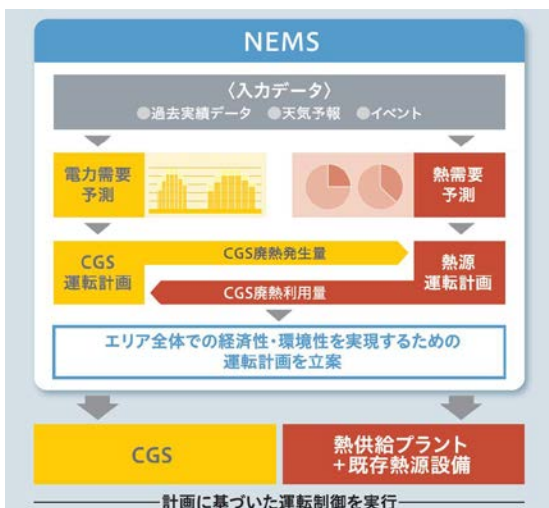 NEMS
〈入力データ〉
●過去実績データ ●天気予報 ●イベント
電力需要
予測
熱需要
予測
CGS
運転計画
CGS廃熱発生量
CGS廃熱利用量
熱源
運転計画
エリア全体での経済性・環境性を実現するための
運転計画を立案
CGS
熱供給プラント
+既存熱源設備
計画に基づいた運転制御を実行